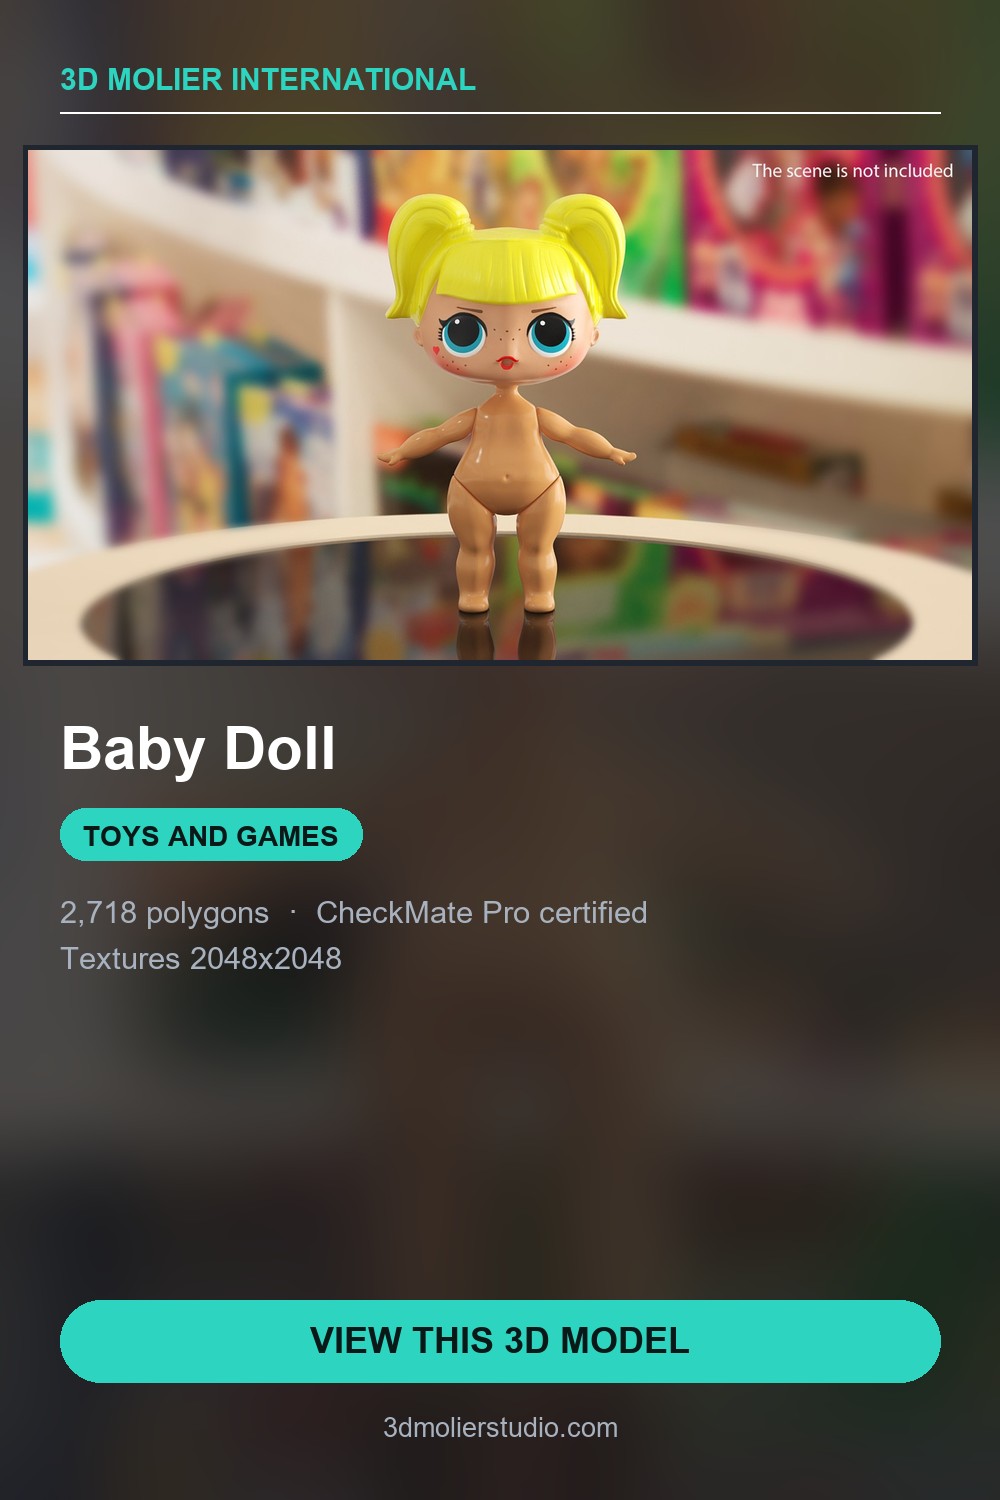 3D MOLIER INTERNATIONAL
The scene is not included
Baby Doll
TOYS AND GAMES
2,718 polygons · CheckMate Pro certified
Textures 2048x2048
VIEW THIS 3D MODEL
3dmolierstudio.com